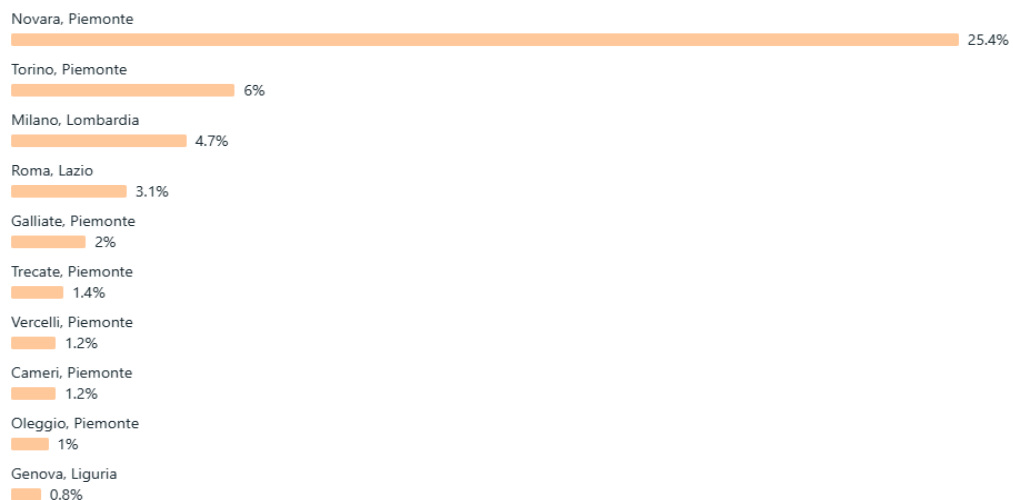 Novara, Piemonte
25.4%
Torino, Piemonte
6%
Milano, Lombardia
4.7%
Roma, Lazio
3.1%
Galliate, Piemonte
2%
Trecate, Piemonte
1.4%
Vercelli, Piemonte
1.2%
Cameri, Piemonte
1.2%
Oleggio, Piemonte
1%
Genova, Liguria
0.8%